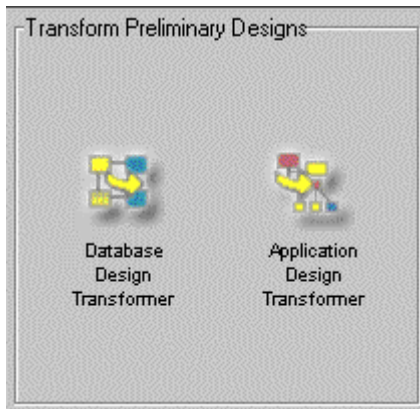 Transform Preliminary Designs
Database
Design
Transformer
Application
Design
Transformer